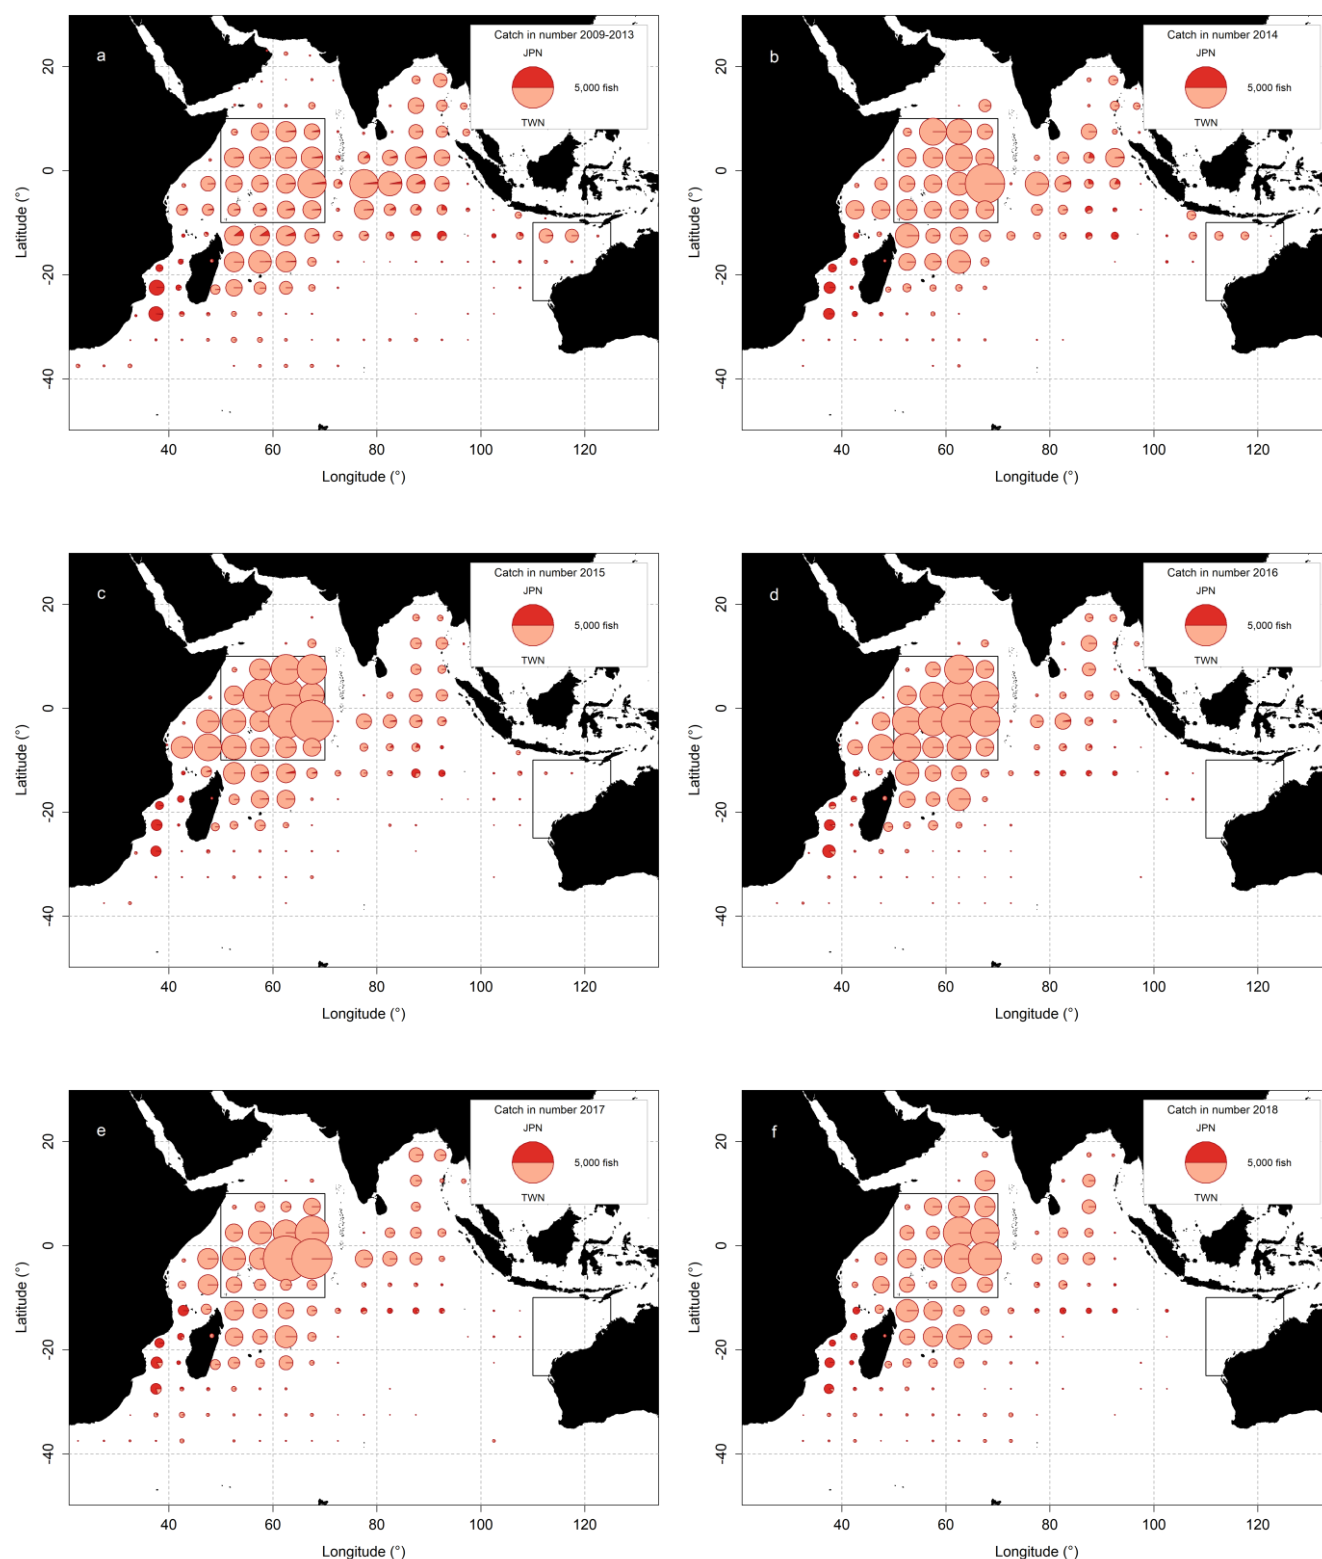 a
Catch in number 2009-2013
JPN
5,000 fish
TWN
20
0
-20
-40
Latitude (°)
40 60 80 100 120
Longitude (°)
b
Catch in number 2014
JPN
5,000 fish
TWN
20
0
-20
-40
Latitude (°)
40 60 80 100 120
Longitude (°)
c
Catch in number 2015
JPN
5,000 fish
TWN
20
0
-20
-40
Latitude (°)
40 60 80 100 120
Longitude (°)
d
Catch in number 2016
JPN
5,000 fish
TWN
20
0
-20
-40
Latitude (°)
40 60 80 100 120
Longitude (°)
e
Catch in number 2017
JPN
5,000 fish
TWN
20
0
-20
-40
Latitude (°)
40 60 80 100 120
Longitude (°)
f
Catch in number 2018
JPN
5,000 fish
TWN
20
0
-20
-40
Latitude (°)
40 60 80 100 120
Longitude (°)